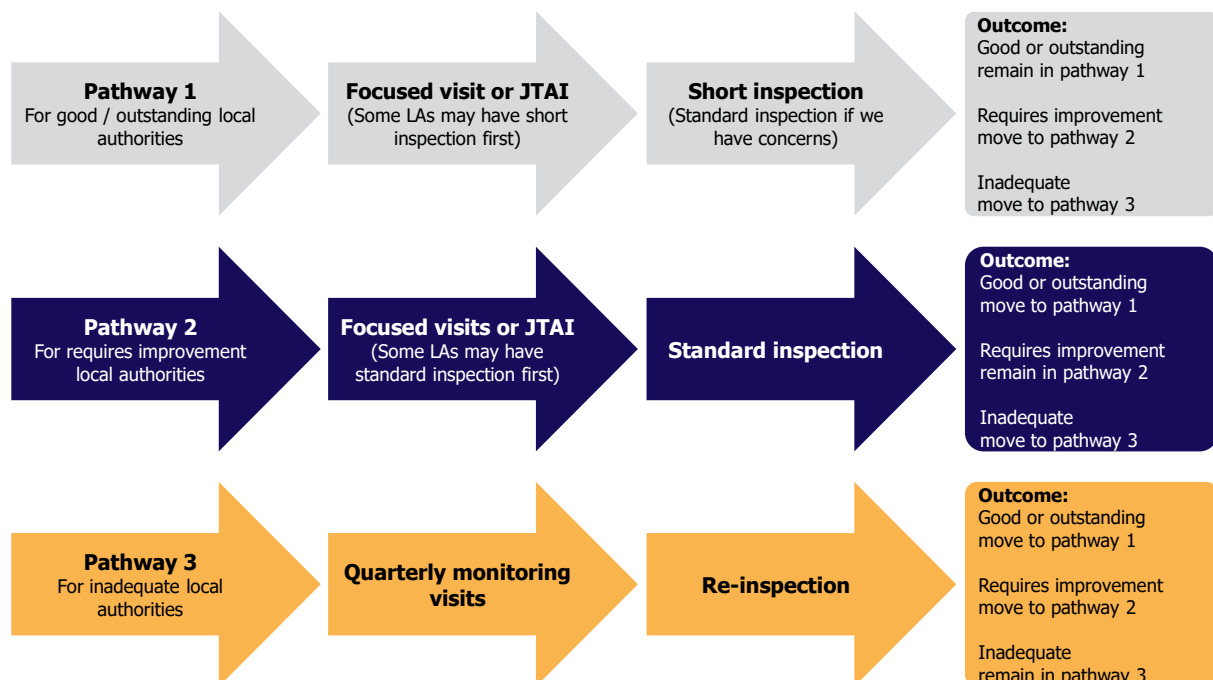 Pathway 1
For good / outstanding local
authorities
Focused visit or JTAI
(Some LAs may have short
inspection first)
Short inspection
(Standard inspection if we
have concerns)
Outcome:
Good or outstanding
remain in pathway 1
Requires improvement
move to pathway 2
Inadequate
move to pathway 3
Pathway 2
For requires improvement
local authorities
Focused visits or JTAI
(Some LAs may have
standard inspection first)
Standard inspection
Outcome:
Good or outstanding
move to pathway 1
Requires improvement
remain in pathway 2
Inadequate
move to pathway 3
Pathway 3
For inadequate local
authorities
Quarterly monitoring
visits
Re-inspection
Outcome:
Good or outstanding
move to pathway 1
Requires improvement
move to pathway 2
Inadequate
remain in pathway 3